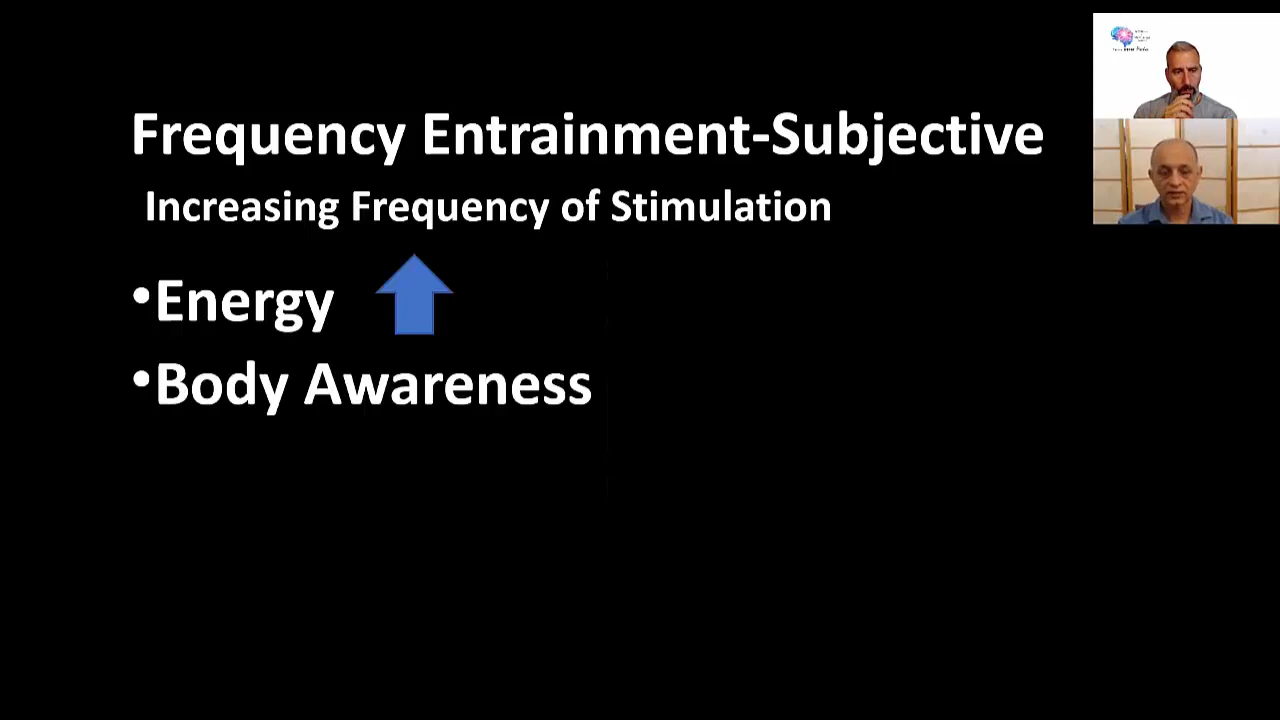 Frequency Entrainment-Subjective
Increasing Frequency of Stimulation
•Energy
•Body Awareness